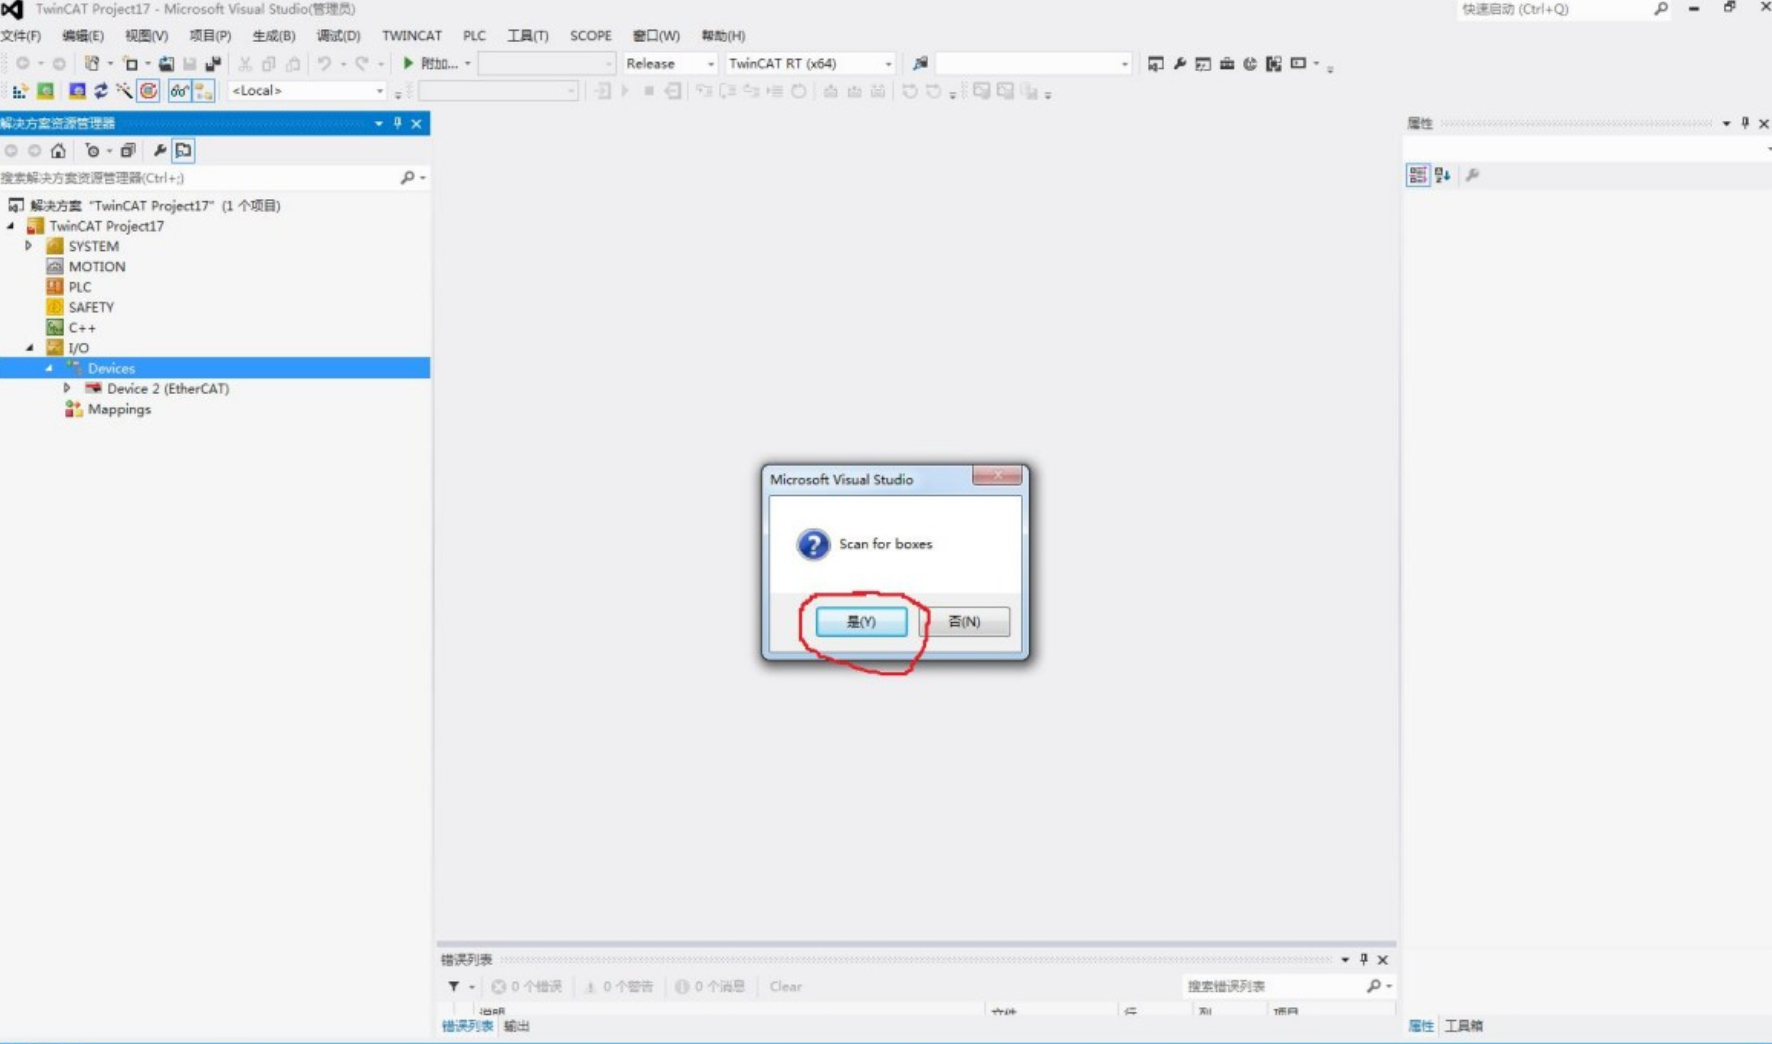 TwinCAT Project17 - Microsoft Visual Studio(管理员)
快速启动 (Ctrl+Q)
文件(F) 编辑(E) 视图(V) 项目(P) 生成(B) 调试(D) TWINCAT PLC 工具(T) SCOPE 窗口(W) 帮助(H)
附加... Release TwinCAT RT (x64)
<Local>
解决方案资源管理器
搜索解决方案资源管理器(Ctrl+;)
解决方案 "TwinCAT Project17" (1 个项目)
TwinCAT Project17
SYSTEM
MOTION
PLC
SAFETY
C++
I/O
Devices
Device 2 (EtherCAT)
Mappings
Microsoft Visual Studio
Scan for boxes
是(Y) 否(N)
属性
错误列表
0 个错误 0 个警告 0 个消息 Clear 搜索错误列表
说明 文件 行 列 项目
错误列表 输出
属性 工具箱